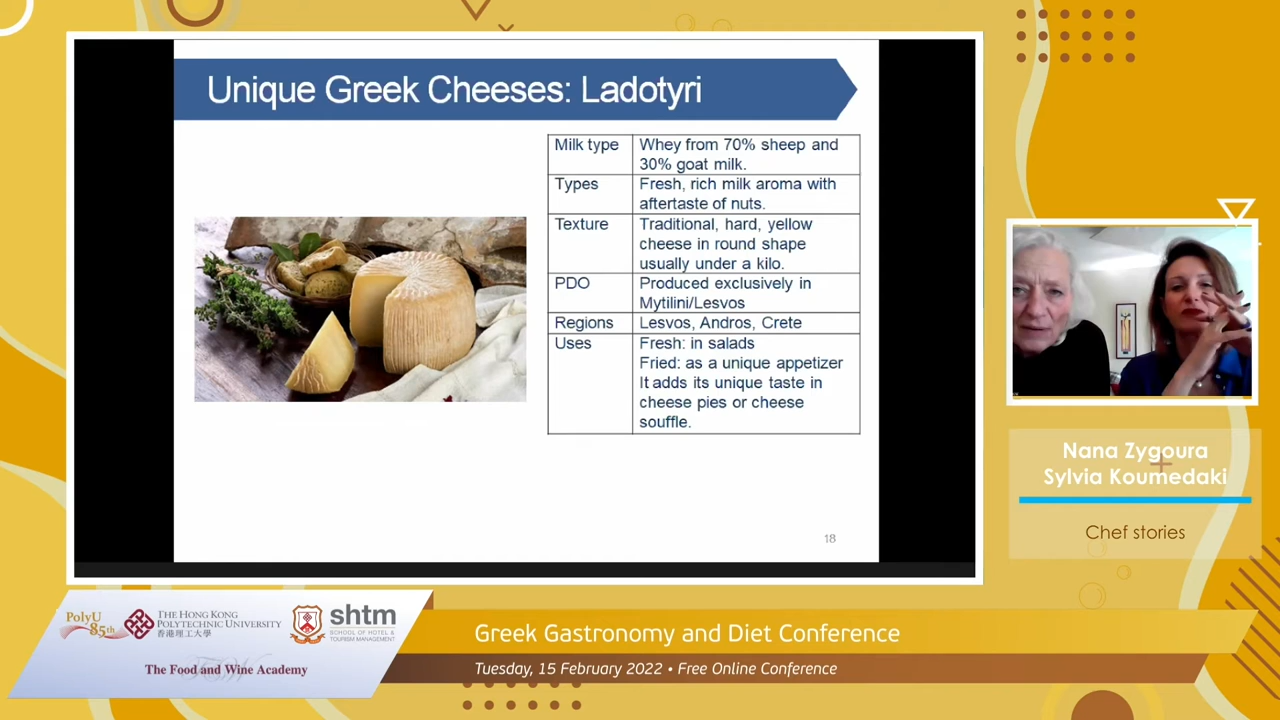 Unique Greek Cheeses: Ladotyri
Milk type
Whey from 70% sheep and
30% goat milk.
Types
Fresh, rich milk aroma with
aftertaste of nuts.
Texture
Traditional, hard, yellow
cheese in round shape
usually under a kilo.
PDO
Produced exclusively in
Mytilini/Lesvos
Regions
Lesvos, Andros, Crete
Uses
Fresh: in salads
Fried: as a unique appetizer
It adds its unique taste in
cheese pies or cheese
souffle.
18
Nana Zygoura
Sylvia Koumedaki
Chef stories
PolyU
85th
THE HONG KONG
POLYTECHNIC UNIVERSITY
香港理工大學
shtm
SCHOOL OF HOTEL &
TOURISM MANAGEMENT
The Food and Wine Academy
Greek Gastronomy and Diet Conference
Tuesday, 15 February 2022 • Free Online Conference